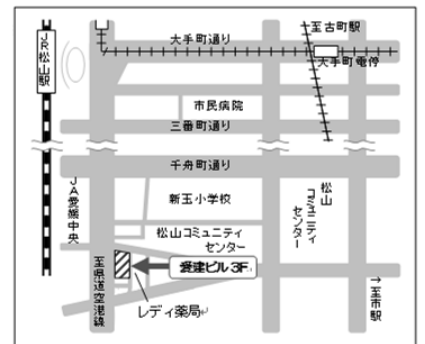 至古町駅
大手町通り
大手町電停
JR松山駅
市民病院
三番町通り
千舟町通り
JA愛媛中央
新玉小学校
松山
コミュニティ
センター
松山コミュニティ
センター
至県道空港線
愛建ビル3F
レディ薬局
→至市駅